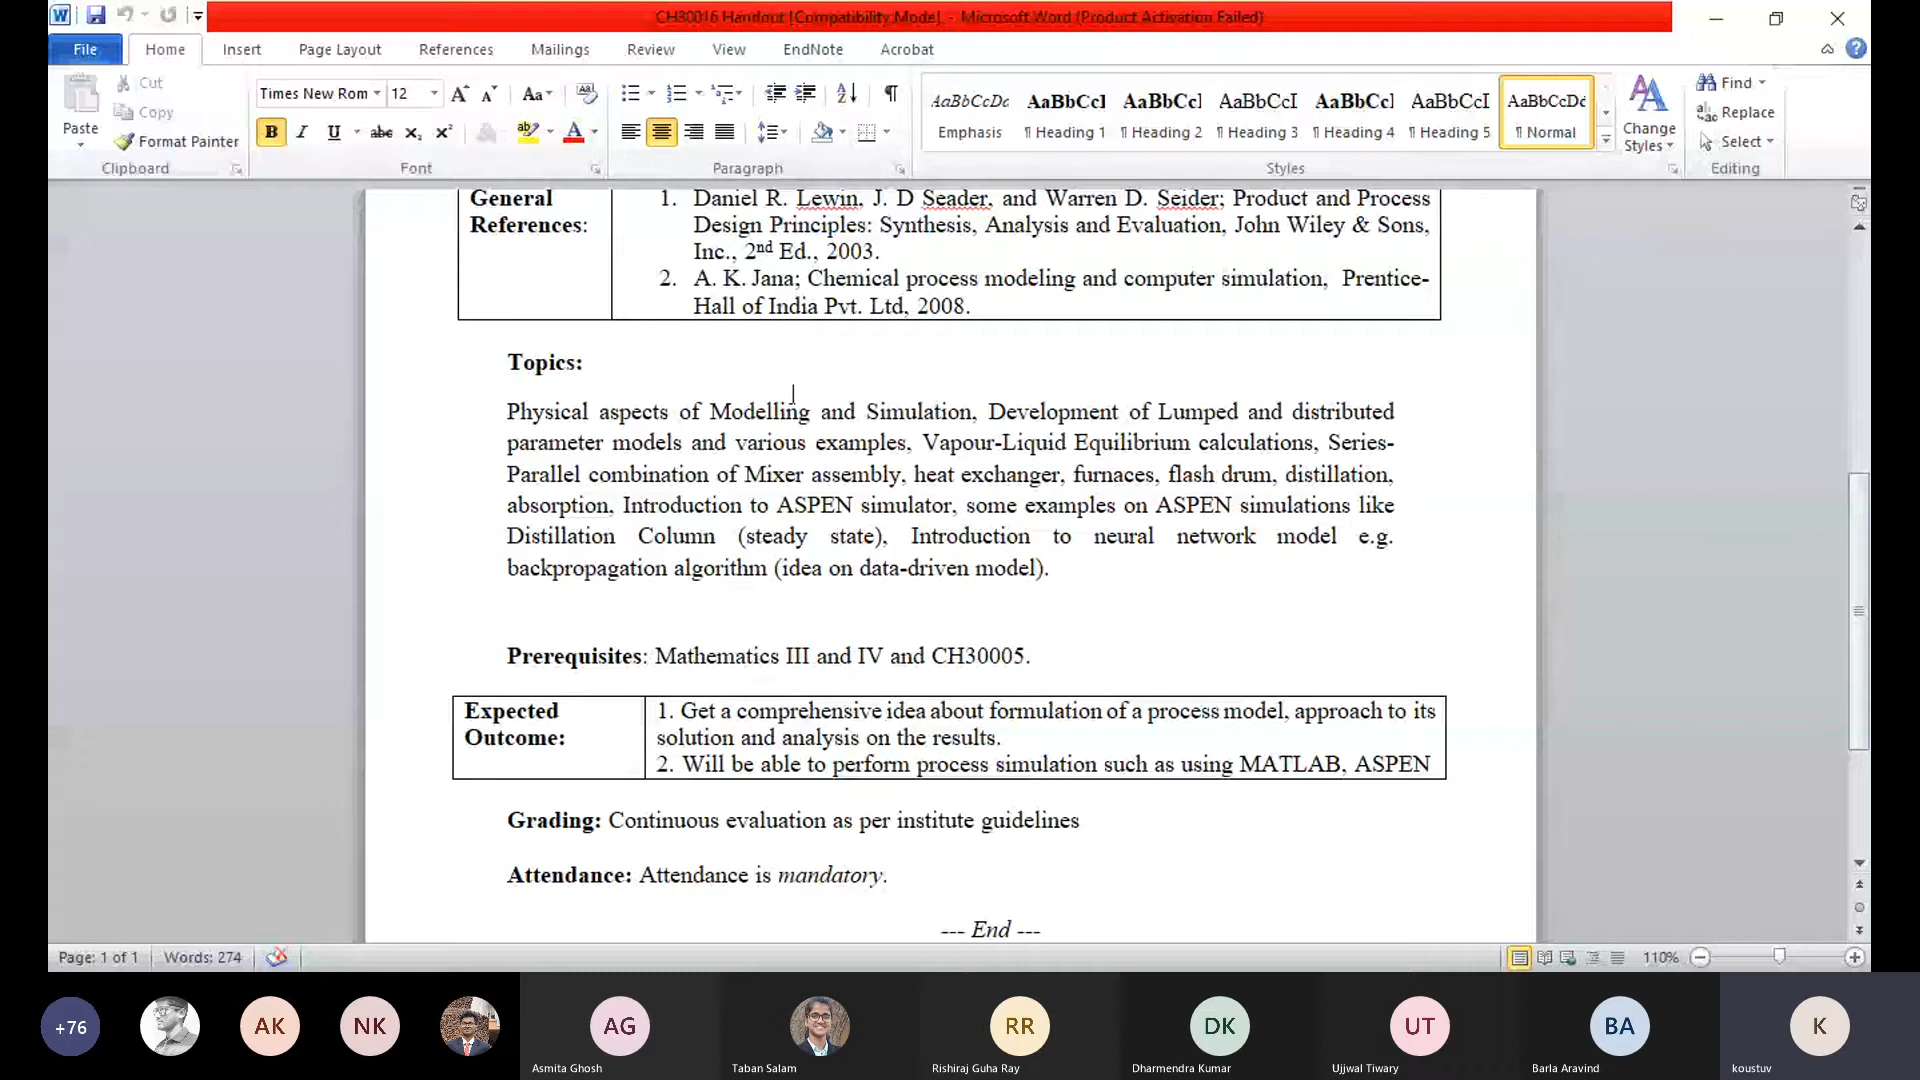 CH30016 Handout [Compatibility Mode] - Microsoft Word (Product Activation Failed)
File Home Insert Page Layout References Mailings Review View EndNote Acrobat
Paste
Cut
Copy
Format Painter
Clipboard
Times New Rom 12
Font
Paragraph
AaBbCcDc AaBbCcI AaBbCcI AaBbCcI AaBbCcI AaBbCcI AaBbCcDc
Emphasis ¶ Heading 1 ¶ Heading 2 ¶ Heading 3 ¶ Heading 4 ¶ Heading 5 ¶ Normal
Styles
Change
Styles
Find
Replace
Select
Editing
General
References:
1. Daniel R. Lewin, J. D Seader, and Warren D. Seider; Product and Process
Design Principles: Synthesis, Analysis and Evaluation, John Wiley & Sons,
Inc., 2nd Ed., 2003.
2. A. K. Jana; Chemical process modeling and computer simulation, Prentice-
Hall of India Pvt. Ltd, 2008.
Topics:
Physical aspects of Modelling and Simulation, Development of Lumped and distributed
parameter models and various examples, Vapour-Liquid Equilibrium calculations, Series-
Parallel combination of Mixer assembly, heat exchanger, furnaces, flash drum, distillation,
absorption, Introduction to ASPEN simulator, some examples on ASPEN simulations like
Distillation Column (steady state), Introduction to neural network model e.g.
backpropagation algorithm (idea on data-driven model).
Prerequisites: Mathematics III and IV and CH30005.
Expected
Outcome:
1. Get a comprehensive idea about formulation of a process model, approach to its
solution and analysis on the results.
2. Will be able to perform process simulation such as using MATLAB, ASPEN
Grading: Continuous evaluation as per institute guidelines
Attendance: Attendance is mandatory.
--- End ---
Page: 1 of 1 Words: 274 110%
+76 AK NK AG RR DK UT BA K
Asmita Ghosh Taban Salam Rishiraj Guha Ray Dharmendra Kumar Ujjwal Tiwary Barla Aravind koustuv